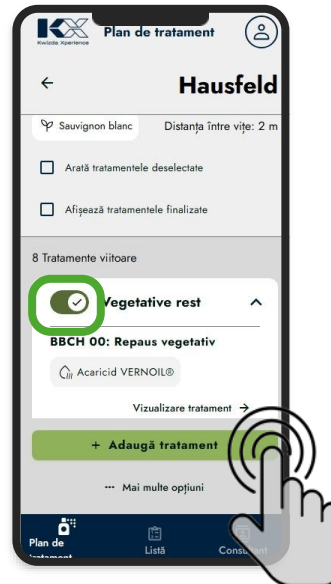 KX
Kwizda Xperience
Plan de tratament
Hausfeld
Sauvignon blanc
Distanța între vițe: 2 m
Arată tratamentele deselectate
Afișează tratamentele finalizate
8 Tratamente viitoare
Vegetative rest
BBCH 00: Repaus vegetativ
Acaricid VERNOIL®
Vizualizare tratament →
+ Adaugă tratament
··· Mai multe opțiuni
Plan de
tratament
Listă